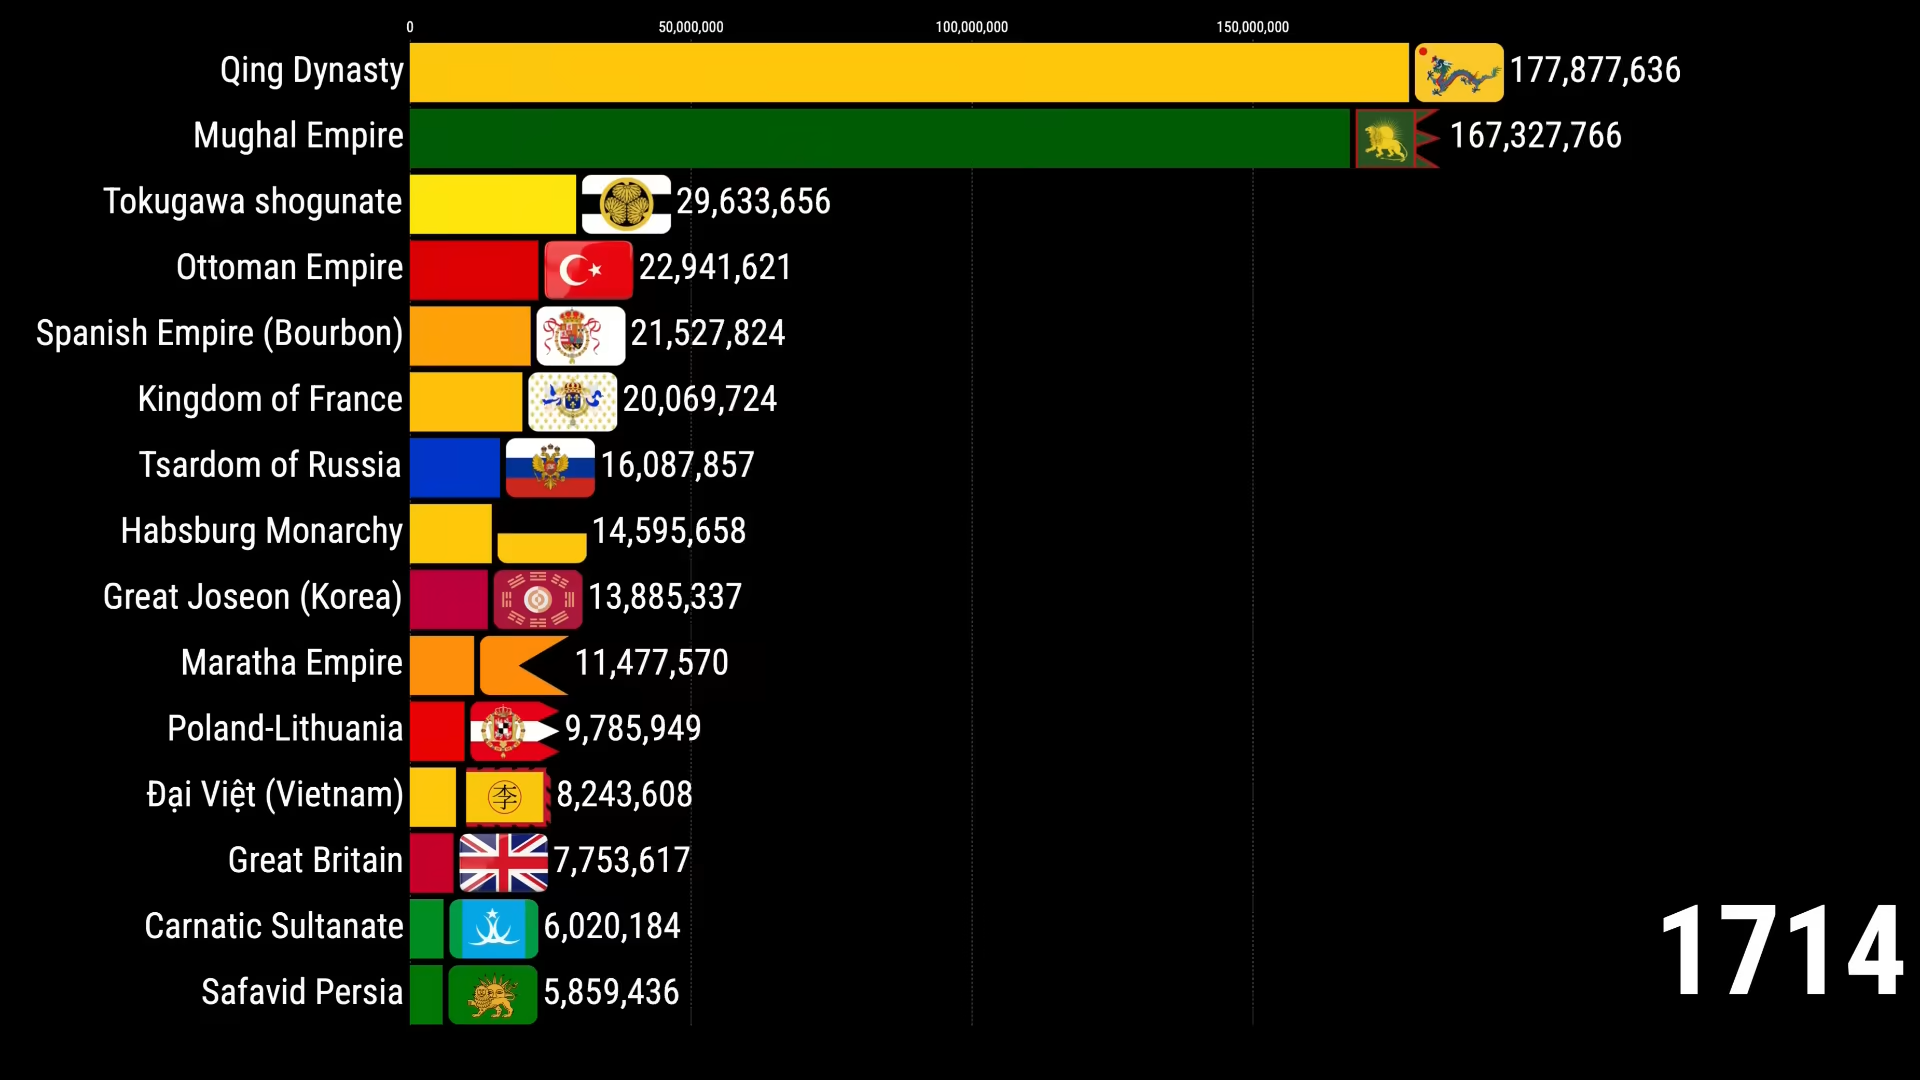 0 50,000,000 100,000,000 150,000,000
Qing Dynasty 177,877,636
Mughal Empire 167,327,766
Tokugawa shogunate 29,633,656
Ottoman Empire 22,941,621
Spanish Empire (Bourbon) 21,527,824
Kingdom of France 20,069,724
Tsardom of Russia 16,087,857
Habsburg Monarchy 14,595,658
Great Joseon (Korea) 13,885,337
Maratha Empire 11,477,570
Poland-Lithuania 9,785,949
Đại Việt (Vietnam) 李 8,243,608
Great Britain 7,753,617
Carnatic Sultanate 6,020,184
Safavid Persia 5,859,436
1714